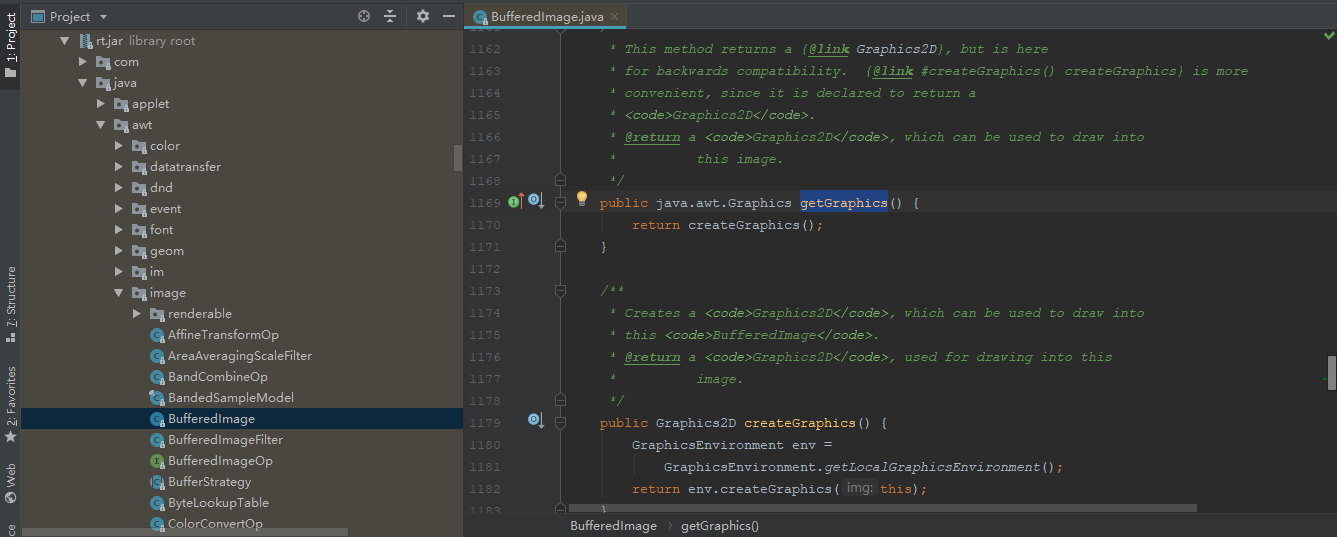 1: Project
7: Structure
2: Favorites
Web
Project
rt.jar library root
com
java
applet
awt
color
datatransfer
dnd
event
font
geom
im
image
renderable
AffineTransformOp
AreaAveragingScaleFilter
BandCombineOp
BandedSampleModel
BufferedImage
BufferedImageFilter
BufferedImageOp
BufferStrategy
ByteLookupTable
ColorConvertOp
BufferedImage.java
1162 * This method returns a {@link Graphics2D}, but is here
1163 * for backwards compatibility.  {@link #createGraphics() createGraphics} is more
1164 * convenient, since it is declared to return a
1165 * <code>Graphics2D</code>.
1166 * @return a <code>Graphics2D</code>, which can be used to draw into
1167 *          this image.
1168 */
1169 public java.awt.Graphics getGraphics() {
1170 return createGraphics();
1171 }
1172
1173 /**
1174 * Creates a <code>Graphics2D</code>, which can be used to draw into
1175 * this <code>BufferedImage</code>.
1176 * @return a <code>Graphics2D</code>, used for drawing into this
1177 *          image.
1178 */
1179 public Graphics2D createGraphics() {
1180 GraphicsEnvironment env =
1181 GraphicsEnvironment.getLocalGraphicsEnvironment();
1182 return env.createGraphics( img: this);
1183 }
BufferedImage › getGraphics()